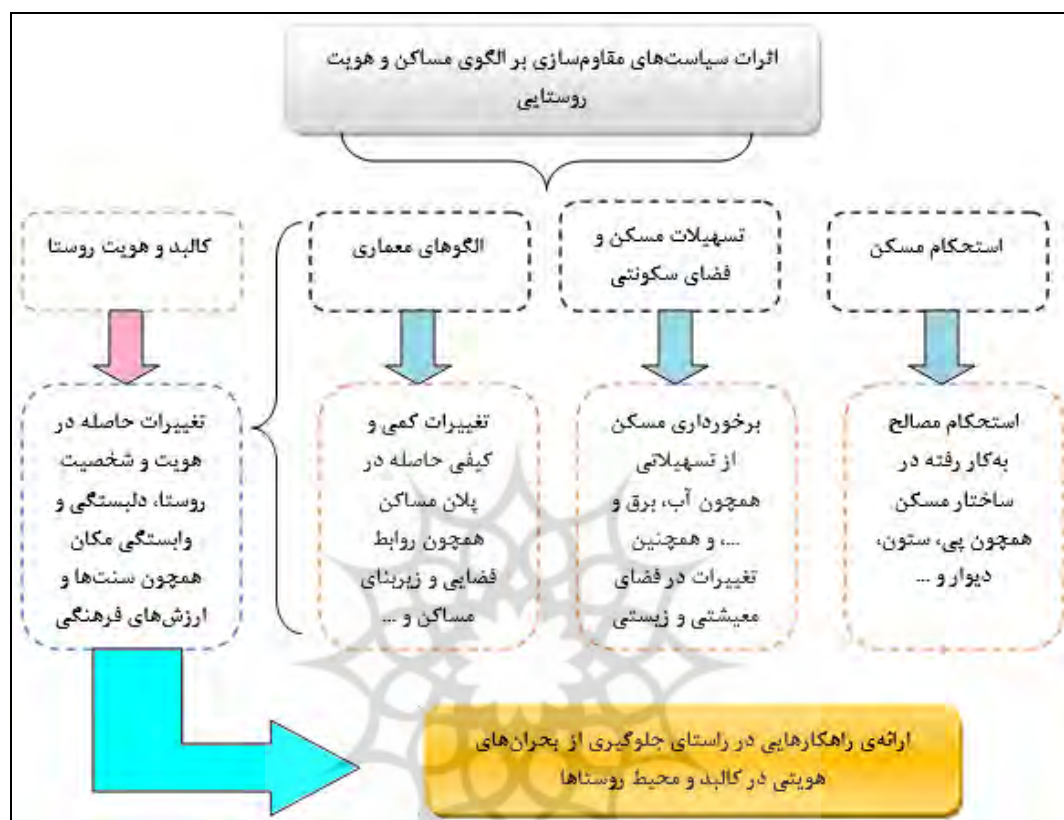 اثرات سیاست‌های مقاوم‌سازی بر الگوی مساکن و هویت
روستایی
استحکام مسکن
تسهیلات مسکن و
فضای سکونتی
الگوهای معماری
کالبد و هویت روستا
استحکام مصالح
به‌کار رفته در
ساختار مسکن
همچون پی، ستون،
دیوار و ...
برخورداری مسکن
از تسهیلاتی
همچون آب، برق و
...، و همچنین
تغییرات در فضای
معیشتی و زیستی
تغییرات کمی و
کیفی حاصله در
پلان مساکن
همچون روابط
فضایی و زیربنای
مساکن و ...
تغییرات حاصله در
هویت و شخصیت
روستا، دلبستگی و
وابستگی مکان
همچون سنت‌ها و
ارزش‌های فرهنگی
ارائه‌ی راهکارهایی در راستای جلوگیری از بحران‌های
هویتی در کالبد و محیط روستاها